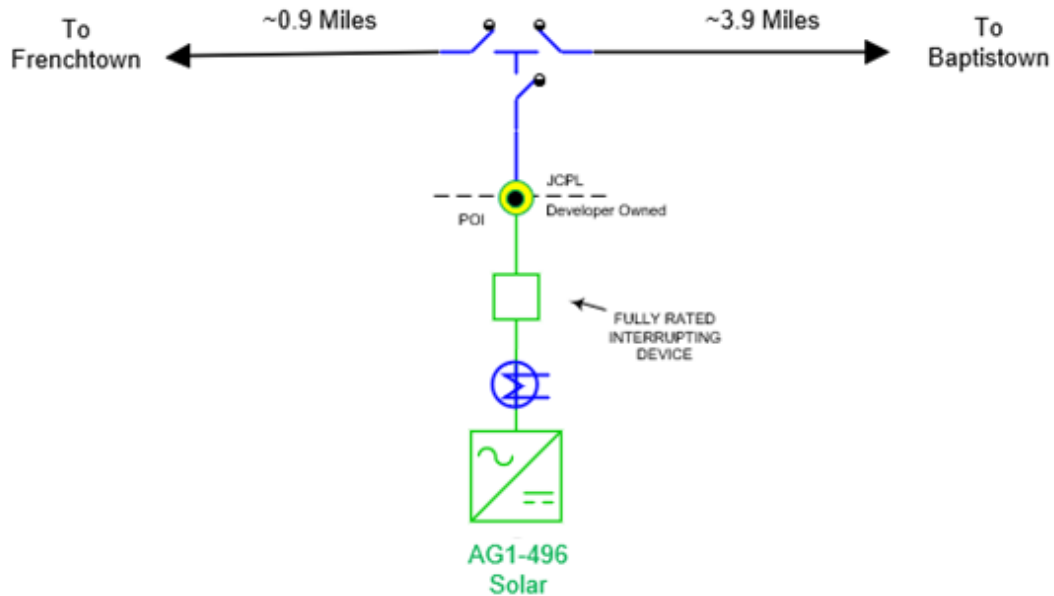 To
Frenchtown
~0.9 Miles
~3.9 Miles
To
Baptistown
JCPL
POI
Developer Owned
FULLY RATED
INTERRUPTING
DEVICE
AG1-496
Solar